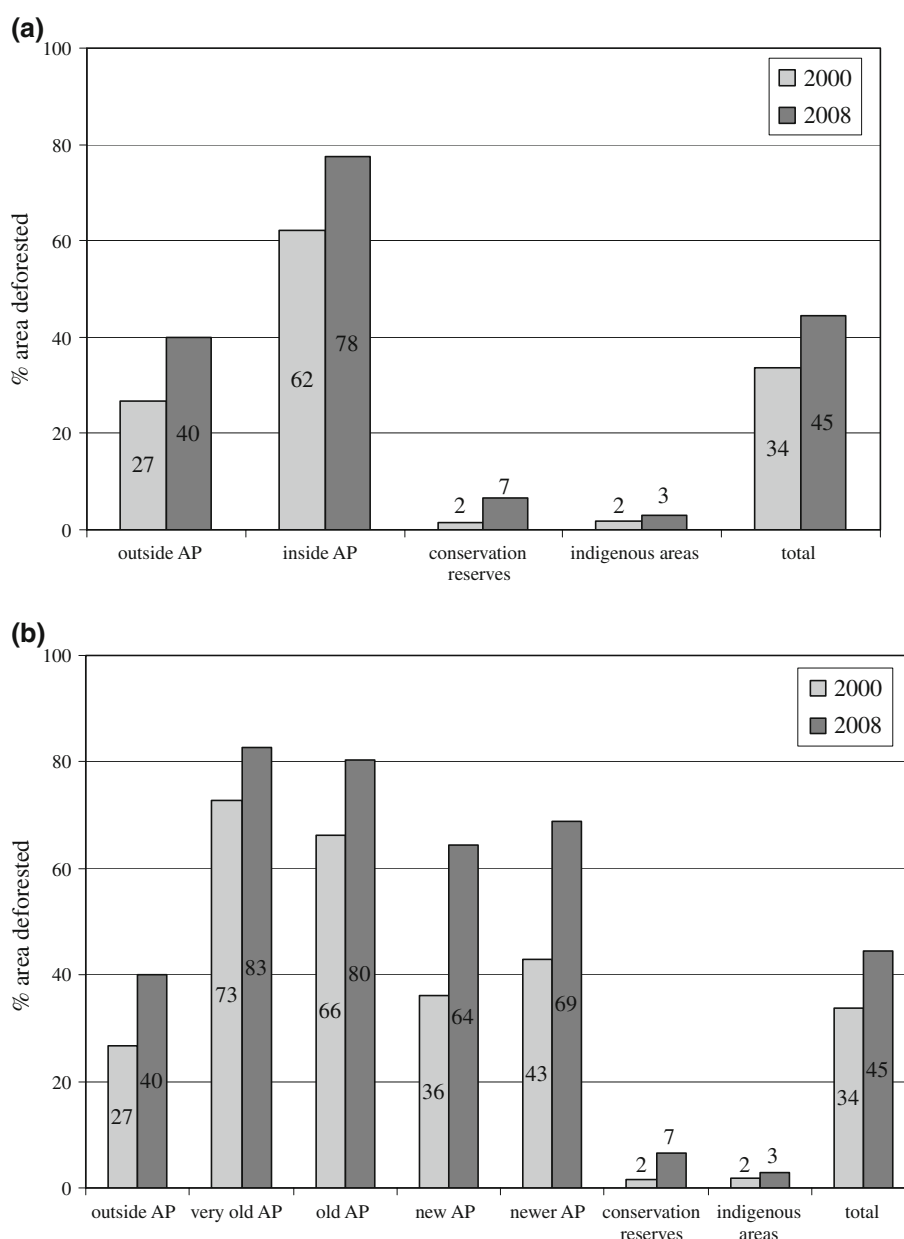 (a)
100
80
60
40
20
0
% area deforested
2000
2008
27
40
62
78
2
7
2
3
34
45
outside AP
inside AP
conservation
reserves
indigenous areas
total
(b)
100
80
60
40
20
0
% area deforested
2000
2008
27
40
73
83
66
80
36
64
43
69
2
7
2
3
34
45
outside AP
very old AP
old AP
new AP
newer AP
conservation
reserves
indigenous
areas
total